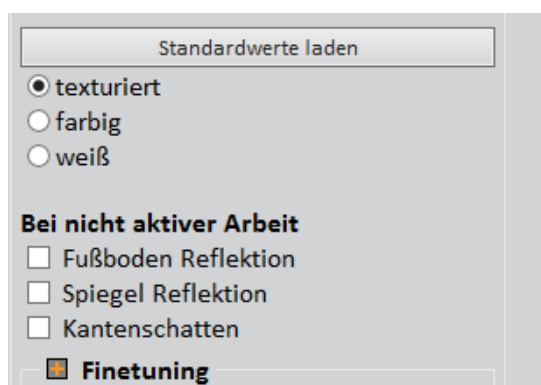 Standardwerte laden
texturiert
farbig
weiß
Bei nicht aktiver Arbeit
Fußboden Reflektion
Spiegel Reflektion
Kantenschatten
Finetuning